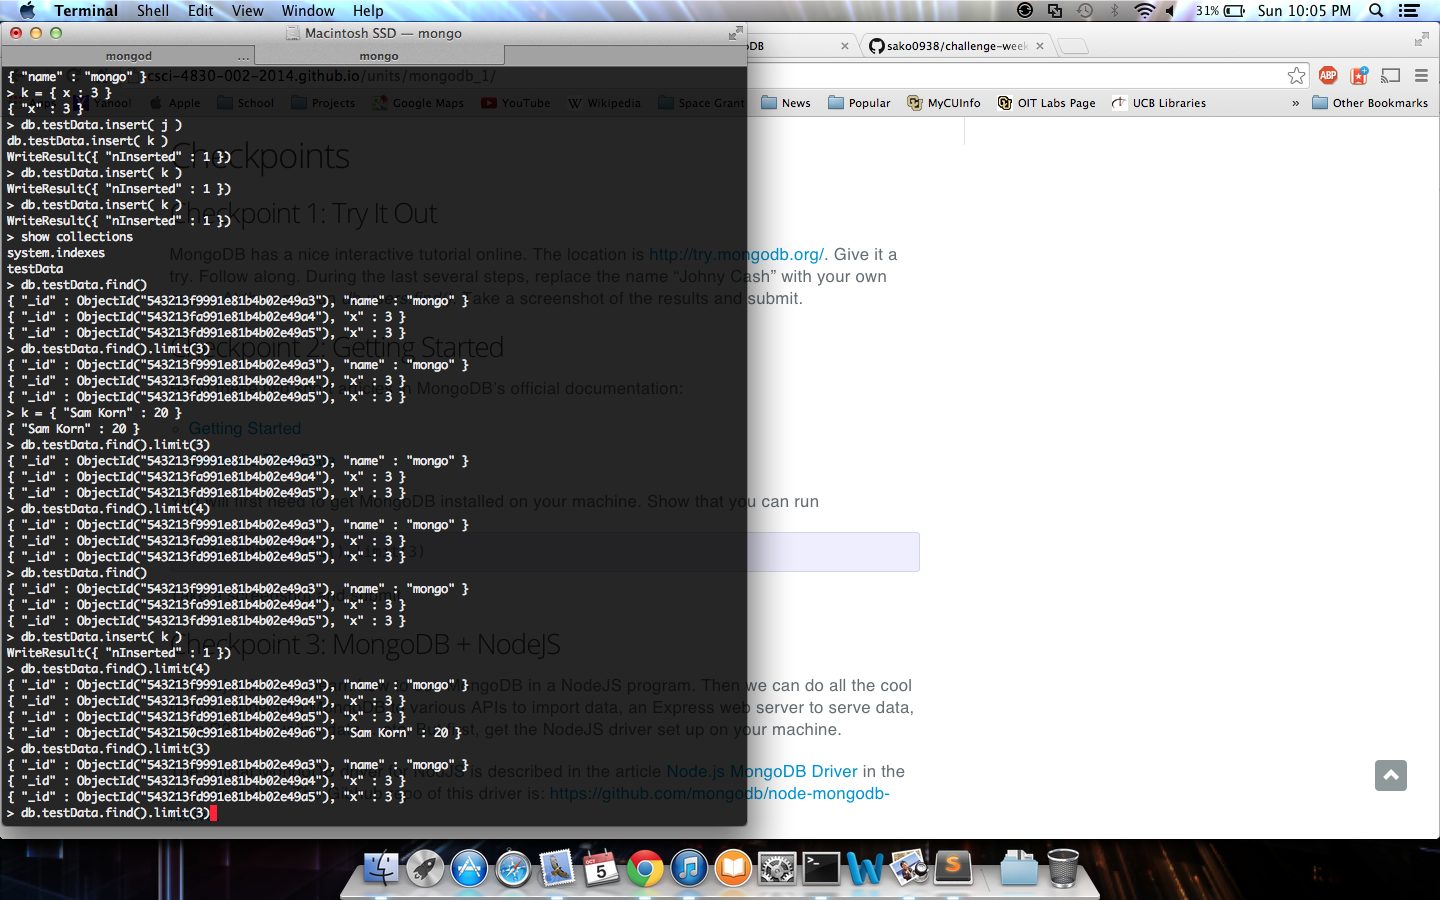 Terminal Shell Edit View Window Help
31% Sun 10:05 PM
Macintosh SSD — mongo
mongod ...
mongo
DB
sako0938/challenge-week
csci-4830-002-2014.github.io/units/mongodb_1/
ABP
Yahoo! Apple School Projects Google Maps YouTube Wikipedia Space Grant News Popular MyCUInfo OIT Labs Page UCB Libraries » Other Bookmarks
{ "name" : "mongo" }
> k = { x : 3 }
{ "x" : 3 }
> db.testData.insert( j )
db.testData.insert( k )
WriteResult({ "nInserted" : 1 })
> db.testData.insert( k )
WriteResult({ "nInserted" : 1 })
> db.testData.insert( k )
WriteResult({ "nInserted" : 1 })
> show collections
system.indexes
testData
> db.testData.find()
{ "_id" : ObjectId("543213f9991e81b4b02e49a3"), "name" : "mongo" }
{ "_id" : ObjectId("543213fa991e81b4b02e49a4"), "x" : 3 }
{ "_id" : ObjectId("543213fd991e81b4b02e49a5"), "x" : 3 }
> db.testData.find().limit(3)
{ "_id" : ObjectId("543213f9991e81b4b02e49a3"), "name" : "mongo" }
{ "_id" : ObjectId("543213fa991e81b4b02e49a4"), "x" : 3 }
{ "_id" : ObjectId("543213fd991e81b4b02e49a5"), "x" : 3 }
> k = { "Sam Korn" : 20 }
{ "Sam Korn" : 20 }
> db.testData.find().limit(3)
{ "_id" : ObjectId("543213f9991e81b4b02e49a3"), "name" : "mongo" }
{ "_id" : ObjectId("543213fa991e81b4b02e49a4"), "x" : 3 }
{ "_id" : ObjectId("543213fd991e81b4b02e49a5"), "x" : 3 }
> db.testData.find().limit(4)
{ "_id" : ObjectId("543213f9991e81b4b02e49a3"), "name" : "mongo" }
{ "_id" : ObjectId("543213fa991e81b4b02e49a4"), "x" : 3 }
{ "_id" : ObjectId("543213fd991e81b4b02e49a5"), "x" : 3 }
> db.testData.find()
{ "_id" : ObjectId("543213f9991e81b4b02e49a3"), "name" : "mongo" }
{ "_id" : ObjectId("543213fa991e81b4b02e49a4"), "x" : 3 }
{ "_id" : ObjectId("543213fd991e81b4b02e49a5"), "x" : 3 }
> db.testData.insert( k )
WriteResult({ "nInserted" : 1 })
> db.testData.find().limit(4)
{ "_id" : ObjectId("543213f9991e81b4b02e49a3"), "name" : "mongo" }
{ "_id" : ObjectId("543213fa991e81b4b02e49a4"), "x" : 3 }
{ "_id" : ObjectId("543213fd991e81b4b02e49a5"), "x" : 3 }
{ "_id" : ObjectId("5432150c991e81b4b02e49a6"), "Sam Korn" : 20 }
> db.testData.find().limit(3)
{ "_id" : ObjectId("543213f9991e81b4b02e49a3"), "name" : "mongo" }
{ "_id" : ObjectId("543213fa991e81b4b02e49a4"), "x" : 3 }
{ "_id" : ObjectId("543213fd991e81b4b02e49a5"), "x" : 3 }
> db.testData.find().limit(3)
Checkpoints
Checkpoint 1: Try It Out
MongoDB has a nice interactive tutorial online. The location is http://try.mongodb.org/. Give it a
try. Follow along. During the last several steps, replace the name “Johny Cash” with your own
Take a screenshot of the results and submit.
Checkpoint 2: Getting Started
in MongoDB's official documentation:
Getting Started
will first need to get MongoDB installed on your machine. Show that you can run
3)
Checkpoint 3: MongoDB + NodeJS
MongoDB in a NodeJS program. Then we can do all the cool
various APIs to import data, an Express web server to serve data,
first, get the NodeJS driver set up on your machine.
driver for NodeJS is described in the article Node.js MongoDB Driver in the
repo of this driver is: https://github.com/mongodb/node-mongodb-
OCT
5